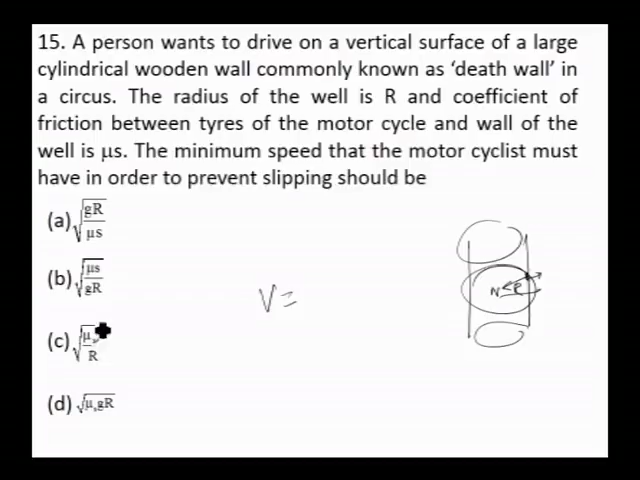 15. A person wants to drive on a vertical surface of a large
cylindrical wooden wall commonly known as ‘death wall’ in
a circus. The radius of the well is R and coefficient of
friction between tyres of the motor cycle and wall of the
well is μs. The minimum speed that the motor cyclist must
have in order to prevent slipping should be
(a) √(gR/μs)
(b) √(μs/gR)
(c)
R
(d) √μsgR
V=
N